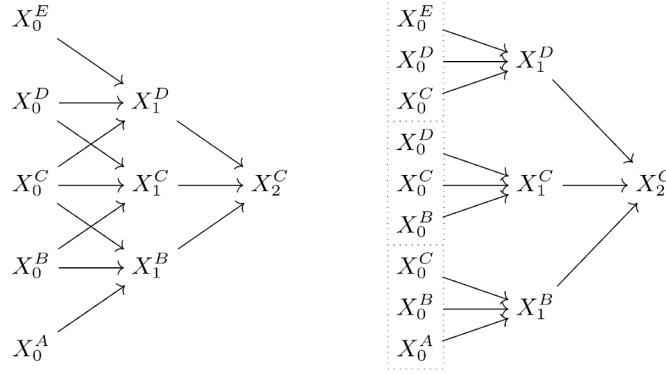 X_0^E X_0^E
X_0^D X_1^D X_0^D X_1^D
X_0^C
X_0^D
X_0^C X_1^C X_2^C X_0^C X_1^C X_2^C
X_0^B
X_0^B X_1^B X_0^C
X_0^B X_1^B
X_0^A X_0^A